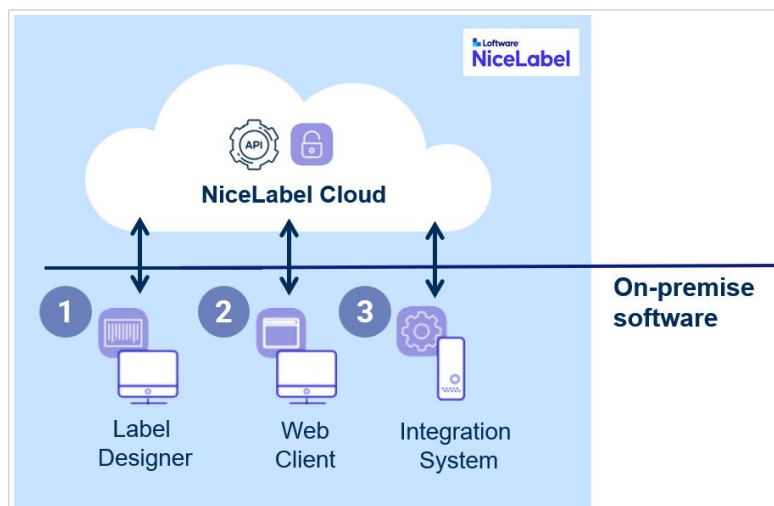 Loftware
NiceLabel
API
NiceLabel Cloud
On-premise
software
1
2
3
Label
Designer
Web
Client
Integration
System